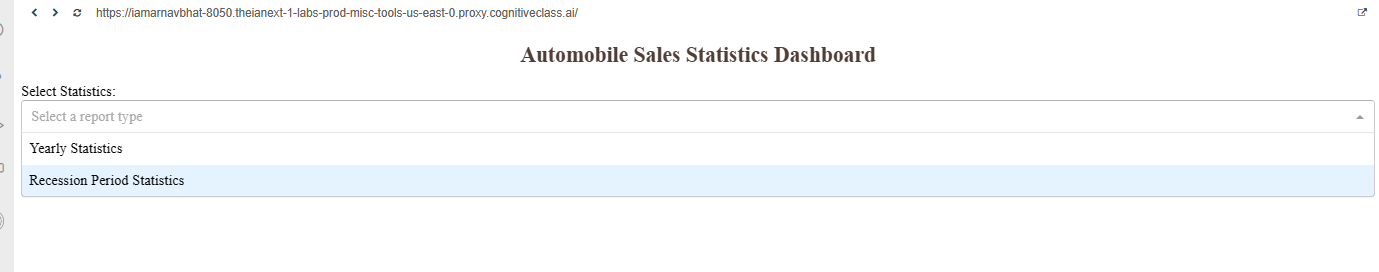 https://iamarnavbhat-8050.theianext-1-labs-prod-misc-tools-us-east-0.proxy.cognitiveclass.ai/
Automobile Sales Statistics Dashboard
Select Statistics:
Select a report type
Yearly Statistics
Recession Period Statistics